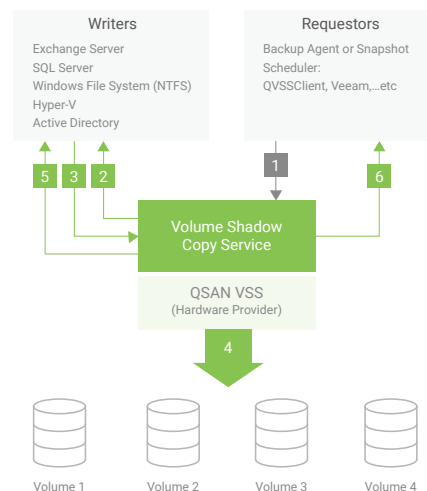 Writers
Exchange Server
SQL Server
Windows File System (NTFS)
Hyper-V
Active Directory
Requestors
Backup Agent or Snapshot
Scheduler:
QVSSClient, Veeam,...etc
5
3
2
1
6
Volume Shadow
Copy Service
QSAN VSS
(Hardware Provider)
4
Volume 1
Volume 2
Volume 3
Volume 4